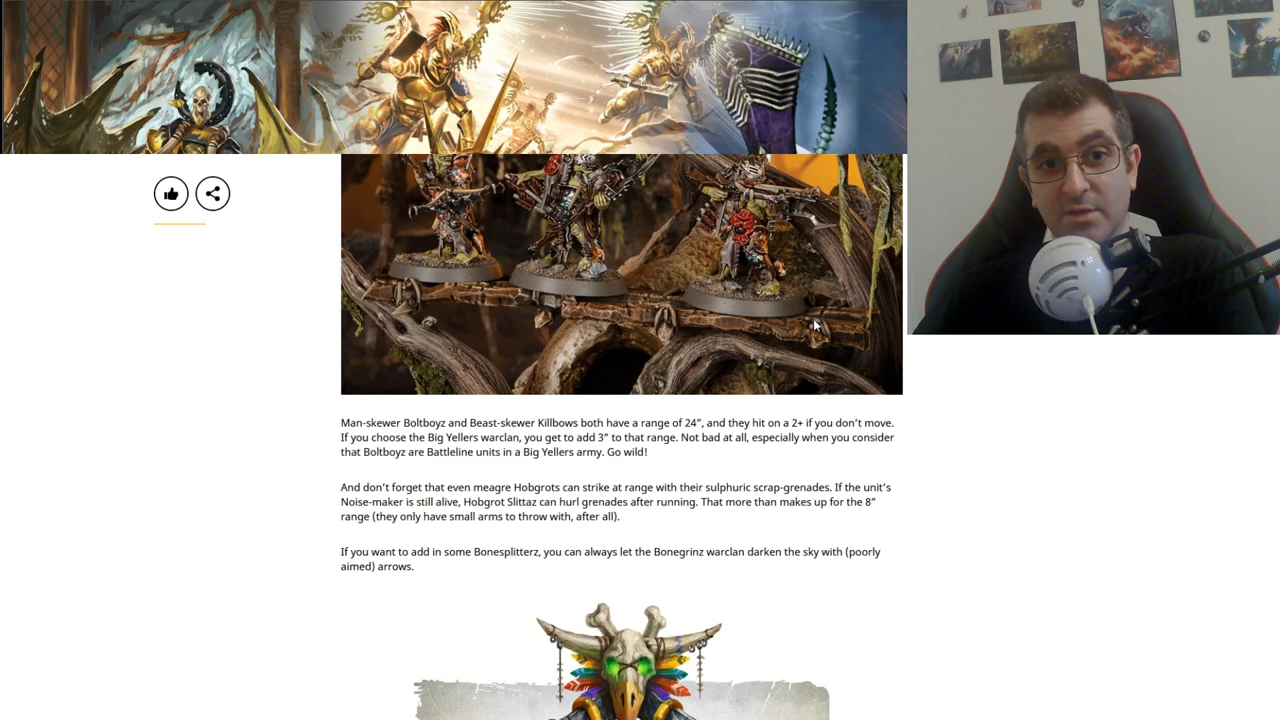 Man-skewer Boltboyz and Beast-skewer Killbows both have a range of 24”, and they hit on a 2+ if you don’t move.
If you choose the Big Yellers warclan, you get to add 3” to that range. Not bad at all, especially when you consider
that Boltboyz are Battleline units in a Big Yellers army. Go wild!
And don’t forget that even meagre Hobgrots can strike at range with their sulphuric scrap-grenades. If the unit’s
Noise-maker is still alive, Hobgrot Slittaz can hurl grenades after running. That more than makes up for the 8”
range (they only have small arms to throw with, after all).
If you want to add in some Bonesplitterz, you can always let the Bonegrinz warclan darken the sky with (poorly
aimed) arrows.